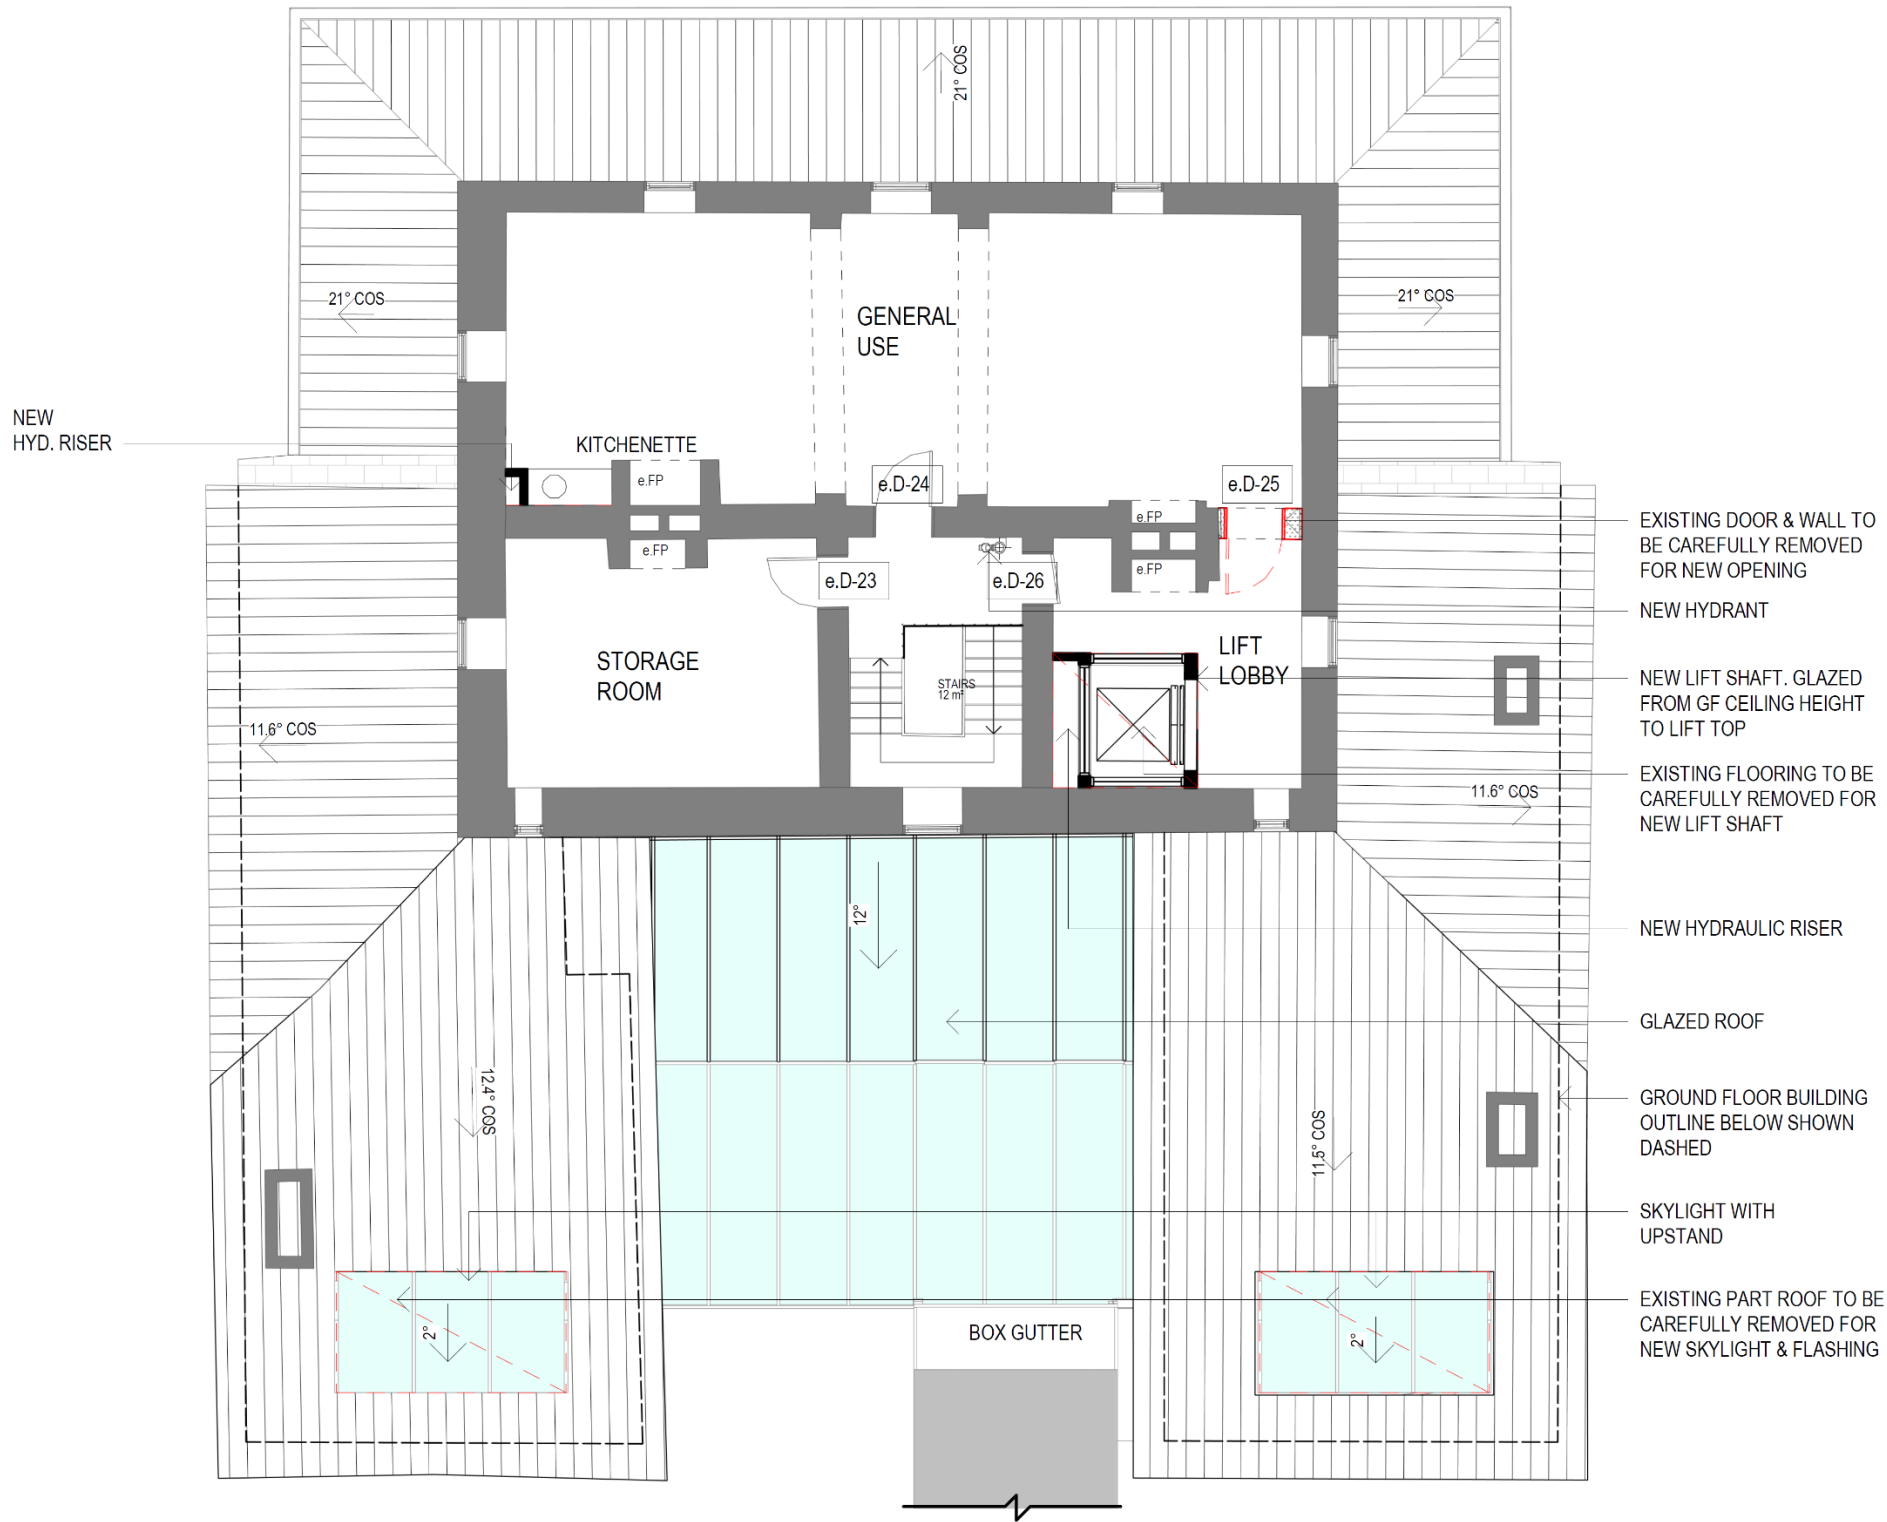 21° COS
21° COS
21° COS
GENERAL
USE
NEW
HYD. RISER
KITCHENETTE
e.FP
e.D-24
e.D-25
e.FP
e.FP
e.D-23
e.D-26
e.FP
EXISTING DOOR & WALL TO
BE CAREFULLY REMOVED
FOR NEW OPENING
NEW HYDRANT
STORAGE
ROOM
STAIRS
12 m²
LIFT
LOBBY
NEW LIFT SHAFT. GLAZED
FROM GF CEILING HEIGHT
TO LIFT TOP
11.6° COS
11.6° COS
EXISTING FLOORING TO BE
CAREFULLY REMOVED FOR
NEW LIFT SHAFT
12°
NEW HYDRAULIC RISER
GLAZED ROOF
12.4° COS
11.5° COS
GROUND FLOOR BUILDING
OUTLINE BELOW SHOWN
DASHED
SKYLIGHT WITH
UPSTAND
2°
2°
BOX GUTTER
EXISTING PART ROOF TO BE
CAREFULLY REMOVED FOR
NEW SKYLIGHT & FLASHING